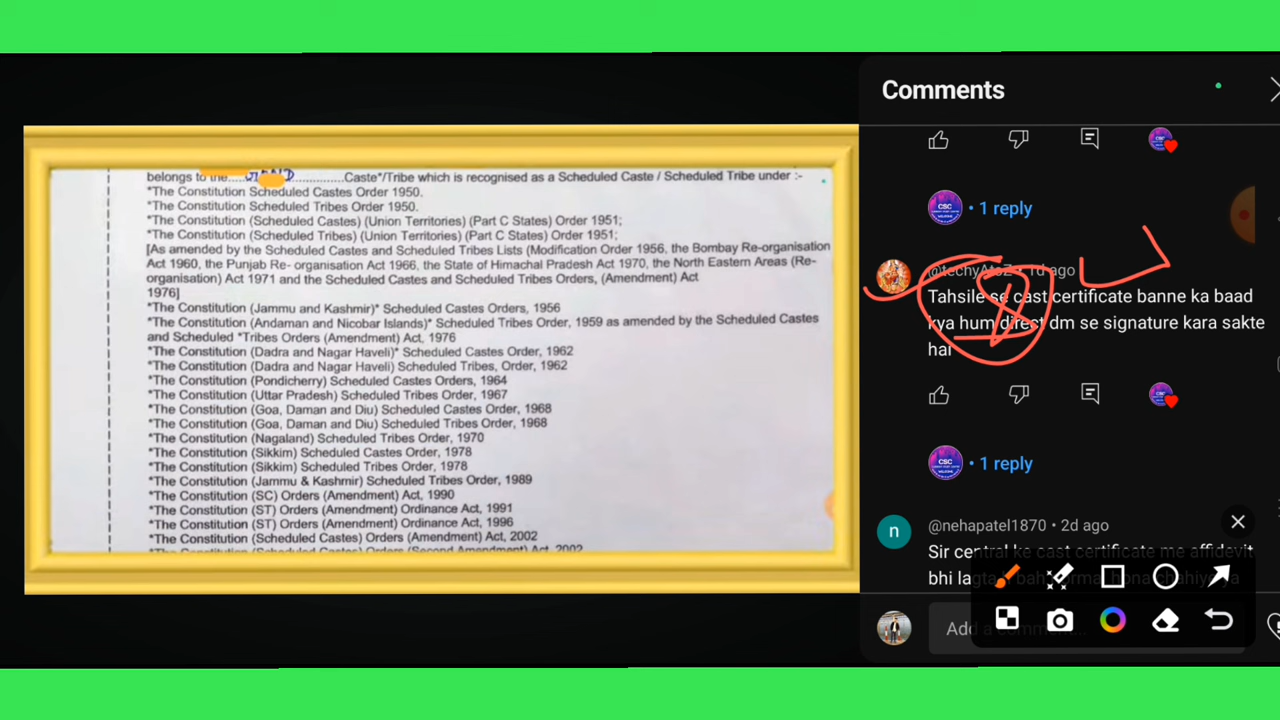 belongs to the.....................Caste*/Tribe which is recognised as a Scheduled Caste / Scheduled Tribe under :-
*The Constitution Scheduled Castes Order 1950.
*The Constitution Scheduled Tribes Order 1950.
*The Constitution (Scheduled Castes) (Union Territories) (Part C States) Order 1951;
*The Constitution (Scheduled Tribes) (Union Territories) (Part C States) Order 1951;
[As amended by the Scheduled Castes and Scheduled Tribes Lists (Modification Order 1956, the Bombay Re-organisation
Act 1960, the Punjab Re- organisation Act 1966, the State of Himachal Pradesh Act 1970, the North Eastern Areas (Re-
organisation) Act 1971 and the Scheduled Castes and Scheduled Tribes Orders, (Amendment) Act
1976]
*The Constitution (Jammu and Kashmir)* Scheduled Castes Orders, 1956
*The Constitution (Andaman and Nicobar Islands)* Scheduled Tribes Order, 1959 as amended by the Scheduled Castes
and Scheduled *Tribes Orders (Amendment) Act, 1976
*The Constitution (Dadra and Nagar Haveli)* Scheduled Castes Order, 1962
*The Constitution (Dadra and Nagar Haveli) Scheduled Tribes, Order, 1962
*The Constitution (Pondicherry) Scheduled Castes Orders, 1964
*The Constitution (Uttar Pradesh) Scheduled Tribes Order, 1967
*The Constitution (Goa, Daman and Diu) Scheduled Castes Order, 1968
*The Constitution (Goa, Daman and Diu) Scheduled Tribes Order, 1968
*The Constitution (Nagaland) Scheduled Tribes Order, 1970
*The Constitution (Sikkim) Scheduled Castes Order, 1978
*The Constitution (Sikkim) Scheduled Tribes Order, 1978
*The Constitution (Jammu & Kashmir) Scheduled Tribes Order, 1989
*The Constitution (SC) Orders (Amendment) Act, 1990
*The Constitution (ST) Orders (Amendment) Ordinance Act, 1991
*The Constitution (ST) Orders (Amendment) Ordinance Act, 1996
*The Constitution (Scheduled Castes) Orders (Amendment) Act, 2002
*The Constitution (Scheduled Castes) Orders (Second Amendment) Act, 2002
Comments
CSC
• 1 reply
@techyAtoZ • 1d ago
Tahsile se cast certificate banne ka baad
kya hum direct dm se signature kara sakte
hai
CSC
• 1 reply
n
@nehapatel1870 • 2d ago
Sir central ke cast certificate me affidevit
bhi
Add a comment...